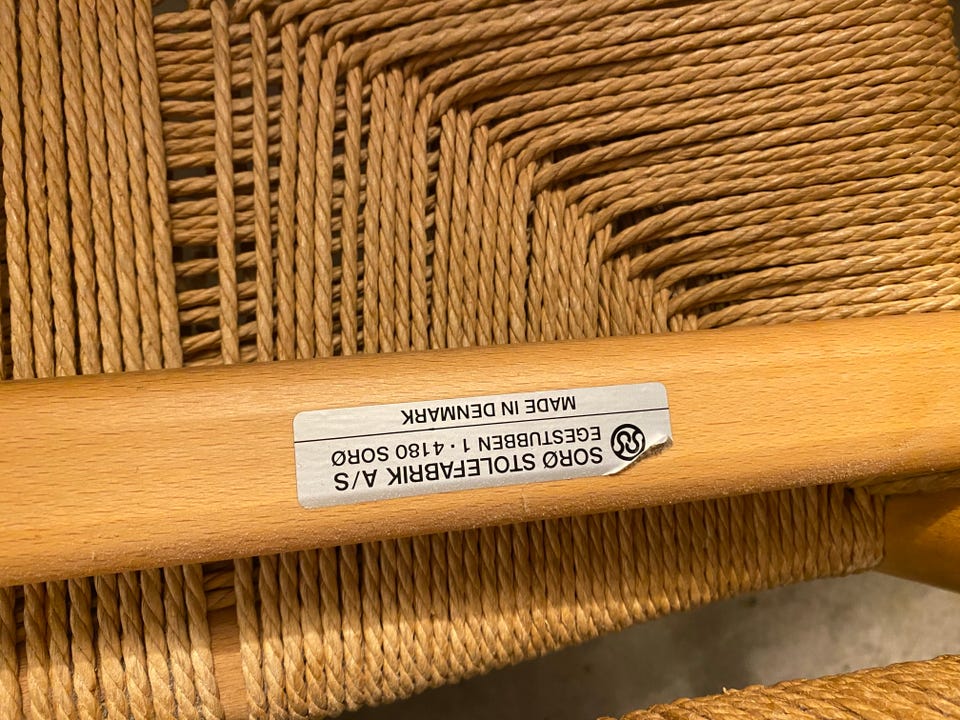 SORØ STOLEFABRIK A/S
EGESTUBBEN 1 · 4180 SORØ
MADE IN DENMARK